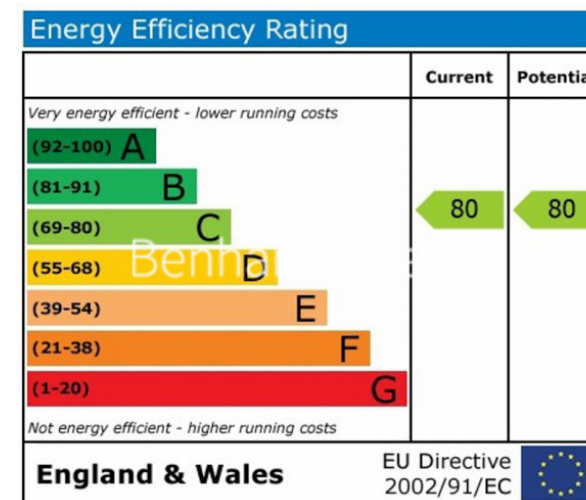 Energy Efficiency Rating
Current Potentia
Very energy efficient - lower running costs
(92-100) A
(81-91) B
(69-80) C
80 80
(55-68) D
(39-54) E
(21-38) F
(1-20) G
Not energy efficient - higher running costs
England & Wales
EU Directive
2002/91/EC